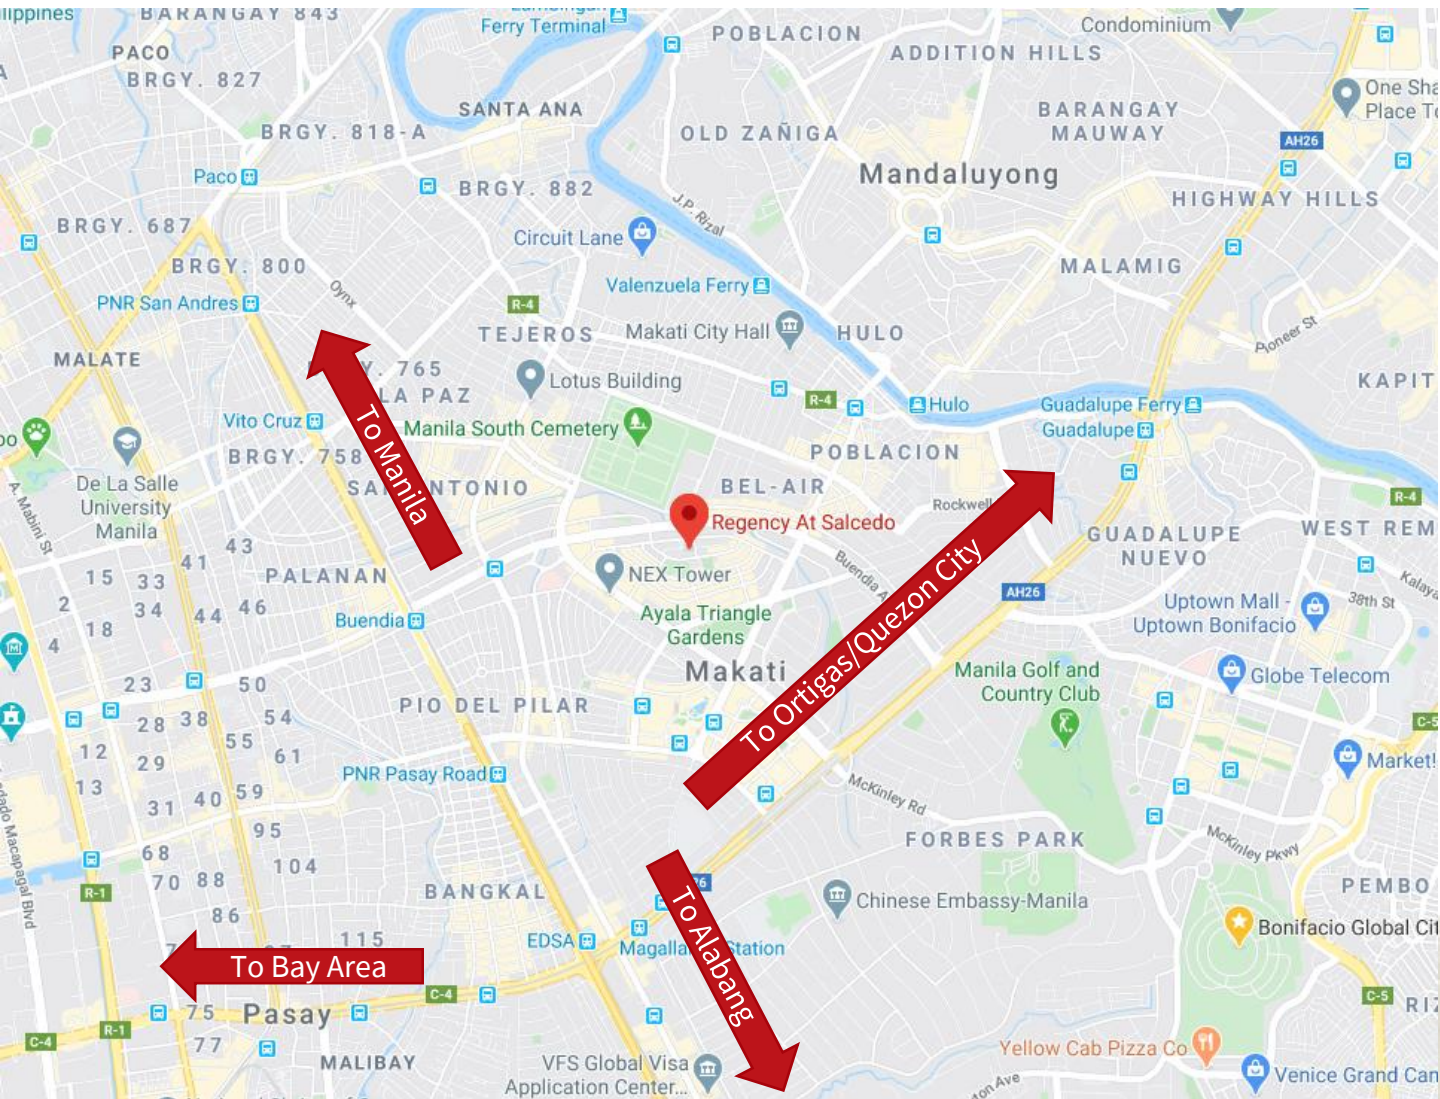 ilippines
BARANGAY 843
Ferry Terminal
POBLACION
Condominium
ADDITION HILLS
PACO
BRGY. 827
One Sha
Place To
SANTA ANA
BARANGAY
MAUWAY
BRGY. 818-A
OLD ZAÑIGA
AH26
Paco
BRGY. 882
Mandaluyong
HIGHWAY HILLS
J.P. Rizal
BRGY. 687
Circuit Lane
BRGY. 800
MALAMIG
Oynx
PNR San Andres
Valenzuela Ferry
R-4
TEJEROS
Makati City Hall
HULO
Pioneer St
MALATE
765
LA PAZ
Lotus Building
KAPIT
R-4
Hulo
Guadalupe Ferry
Guadalupe
Vito Cruz
Manila South Cemetery
To Manila
BRGY. 758
POBLACION
De La Salle
University
Manila
A. Mabini St
NTONIO
BEL-AIR
Rockwell
R-4
Regency At Salcedo
GUADALUPE
NUEVO
WEST REM
43
41
15
33
PALANAN
NEX Tower
Buendia A
AH26
Kalaya
38th St
2
34
44
46
18
4
Buendia
Ayala Triangle
Gardens
Uptown Mall -
Uptown Bonifacio
Makati
To Ortigas/Quezon City
Manila Golf and
Country Club
Globe Telecom
23
50
PIO DEL PILAR
28
38
54
C-5
55
12
29
61
Market!
PNR Pasay Road
13
31
40
59
McKinley Rd
95
FORBES PARK
McKinley Pkwy
68
104
70
88
R-1
BANGKAL
PEMBO
86
Chinese Embassy-Manila
Bonifacio Global Cit
115
EDSA
Station
To Alabang
To Bay Area
C-4
C-5
RIZ
75
Pasay
R-1
C-4
77
MALIBAY
VFS Global Visa
Application Center...
Yellow Cab Pizza Co
ton Ave
Venice Grand Can